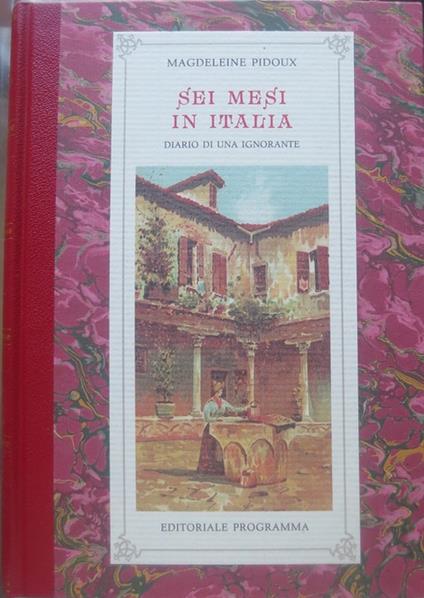 MAGDELEINE PIDOUX
SEI MESI
IN ITALIA
DIARIO DI UNA IGNORANTE
EDITORIALE PROGRAMMA